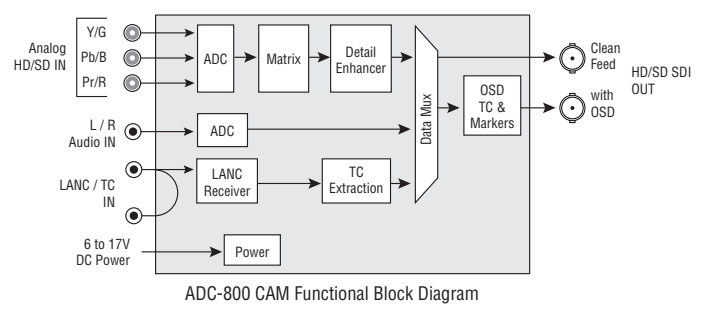 Analog
HD/SD IN
Y/G
Pb/B
Pr/R
ADC
Matrix
Detail
Enhancer
L / R
Audio IN
ADC
LANC / TC
IN
LANC
Receiver
TC
Extraction
Data Mux
OSD
TC &
Markers
Clean
Feed
with
OSD
HD/SD SDI
OUT
6 to 17V
DC Power
Power
ADC-800 CAM Functional Block Diagram